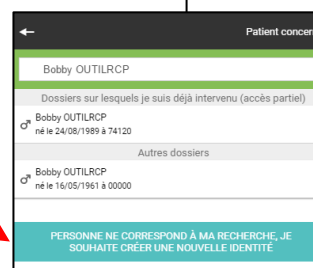 Patient concer
Bobby OUTILRCP
Dossiers sur lesquels je suis déjà intervenu (accès partiel)
Bobby OUTILRCP
né le 24/08/1989 à 74120
Autres dossiers
Bobby OUTILRCP
né le 16/05/1961 à 00000
PERSONNE NE CORRESPOND À MA RECHERCHE, JE
SOUHAITE CRÉER UNE NOUVELLE IDENTITÉ